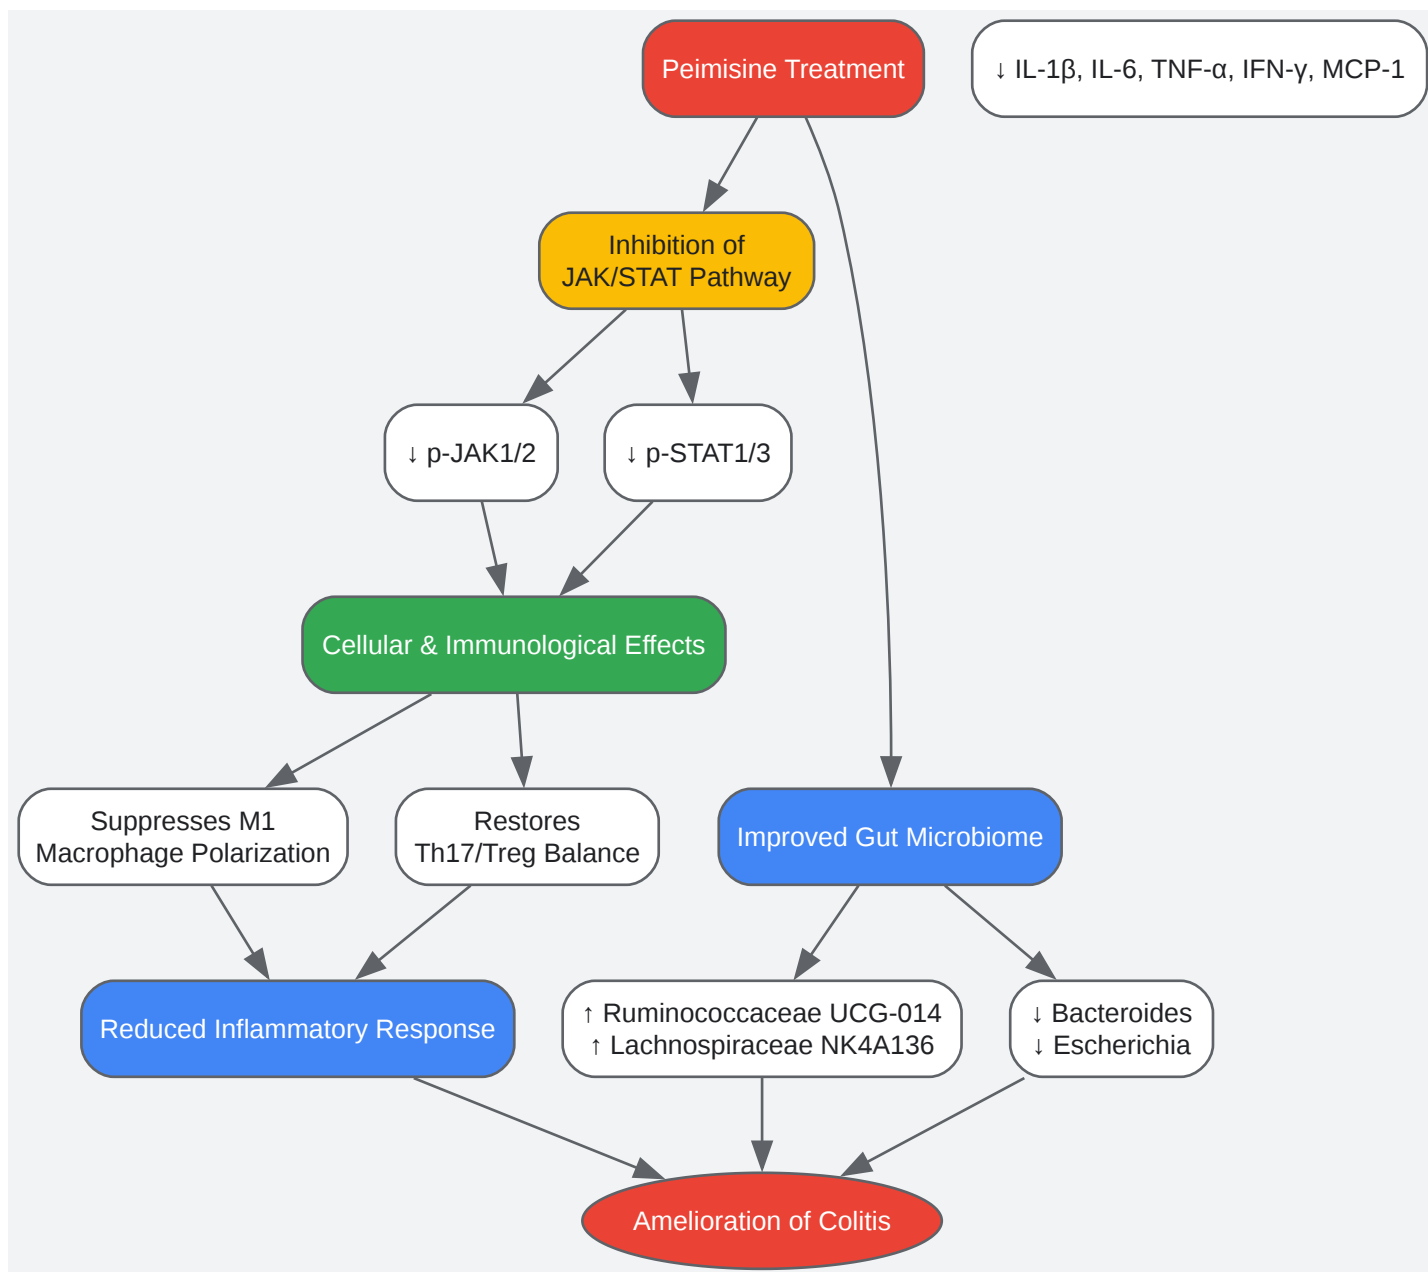 Peimisine Treatment
↓ IL-1β, IL-6, TNF-α, IFN-γ, MCP-1
Inhibition of
JAK/STAT Pathway
↓ p-JAK1/2
↓ p-STAT1/3
Cellular & Immunological Effects
Suppresses M1
Macrophage Polarization
Restores
Th17/Treg Balance
Improved Gut Microbiome
Reduced Inflammatory Response
↑ Ruminococcaceae UCG-014
↑ Lachnospiraceae NK4A136
↓ Bacteroides
↓ Escherichia
Amelioration of Colitis